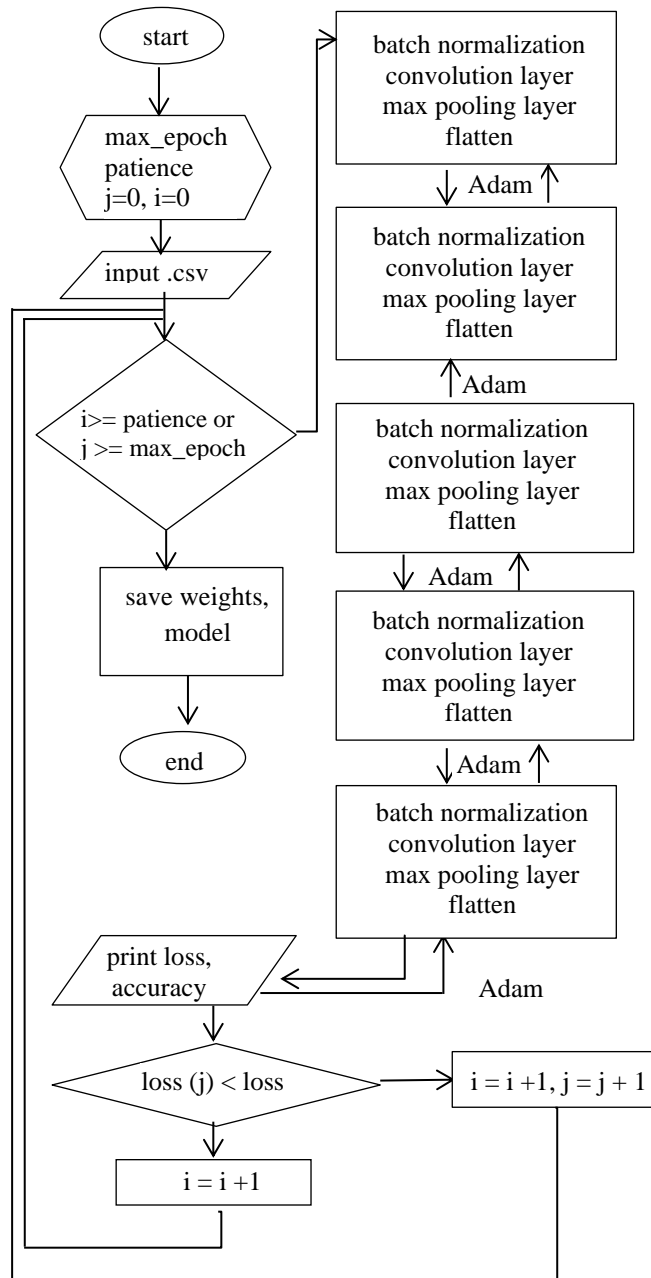 start
max_epoch
patience
j=0, i=0
input .csv
i>= patience or
j >= max_epoch
save weights,
model
end
batch normalization
convolution layer
max pooling layer
flatten
Adam
batch normalization
convolution layer
max pooling layer
flatten
Adam
batch normalization
convolution layer
max pooling layer
flatten
Adam
batch normalization
convolution layer
max pooling layer
flatten
Adam
batch normalization
convolution layer
max pooling layer
flatten
Adam
print loss,
accuracy
loss (j) < loss
i = i +1, j = j + 1
i = i +1